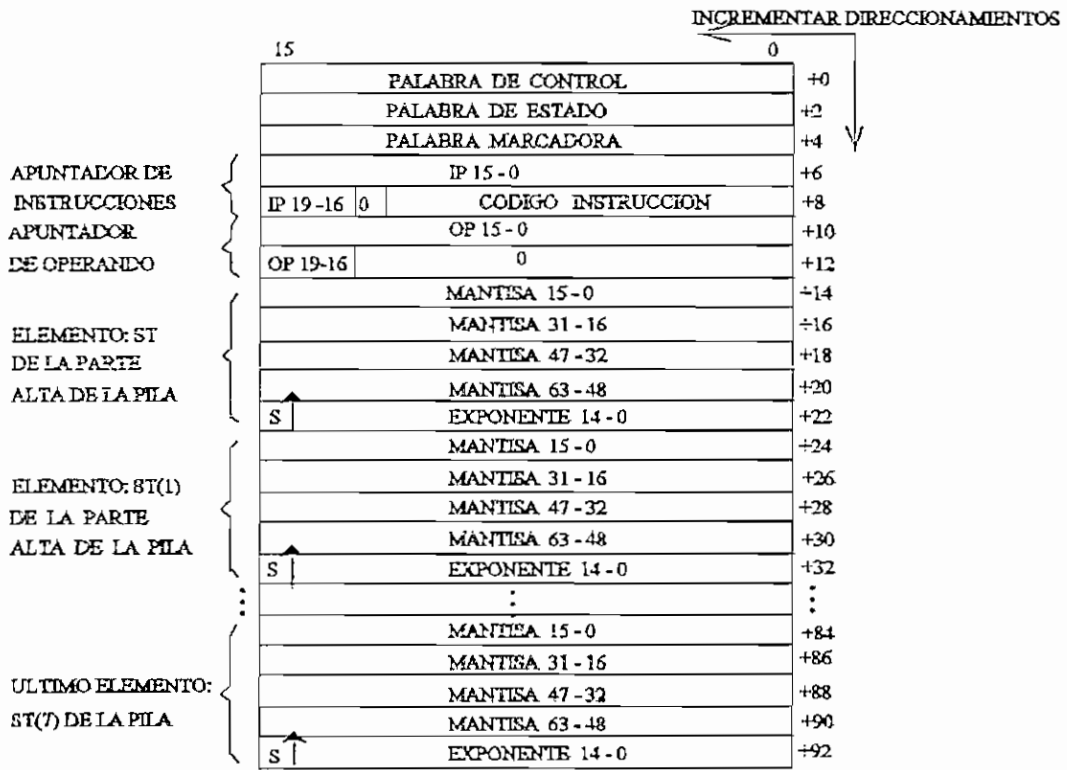 INCREMENTAR DIRECCIONAMIENTOS
15 0
PALABRA DE CONTROL +0
PALABRA DE ESTADO +2
PALABRA MARCADORA +4
APUNTADOR DE
INSTRUCCIONES
IP 15-0 +6
IP 19-16 0 CODIGO INSTRUCCION +8
APUNTADOR
DE OPERANDO
OP 15-0 +10
OP 19-16 0 +12
ELEMENTO: ST
DE LA PARTE
ALTA DE LA PILA
MANTISA 15-0 +14
MANTISA 31-16 +16
MANTISA 47-32 +18
MANTISA 63-48 +20
S EXPONENTE 14-0 +22
ELEMENTO: ST(1)
DE LA PARTE
ALTA DE LA PILA
MANTISA 15-0 +24
MANTISA 31-16 +26
MANTISA 47-32 +28
MANTISA 63-48 +30
S EXPONENTE 14-0 +32
ULTIMO ELEMENTO:
ST(7) DE LA PILA
MANTISA 15-0 +84
MANTISA 31-16 +86
MANTISA 47-32 +88
MANTISA 63-48 +90
S EXPONENTE 14-0 +92